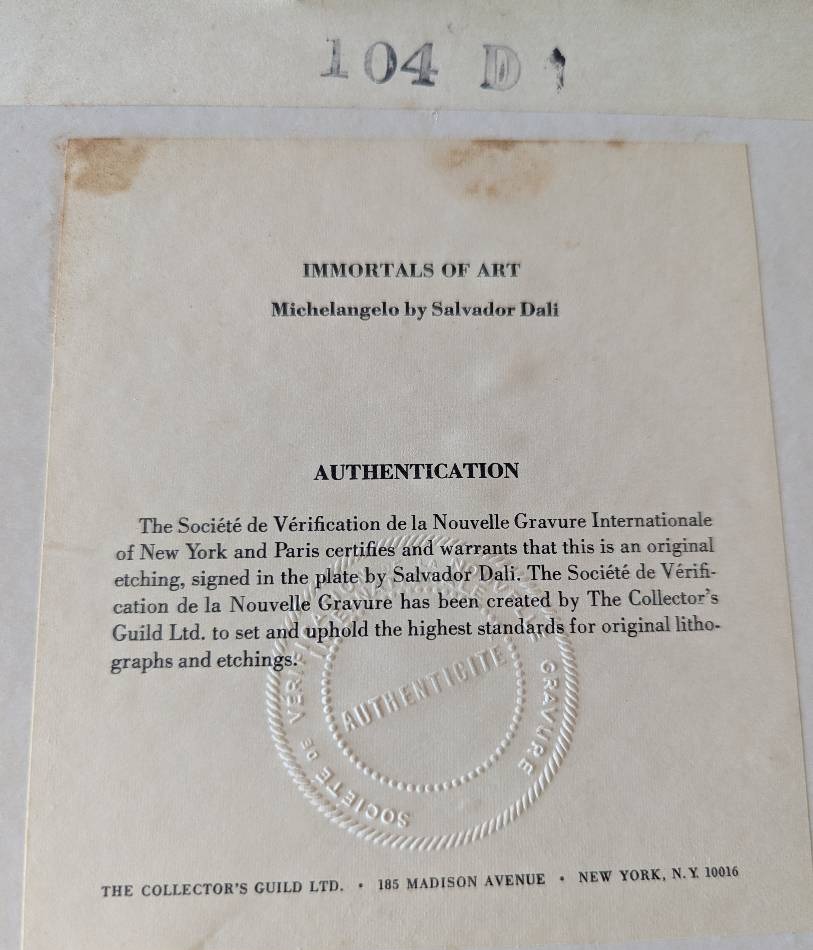 104 D
IMMORTALS OF ART
Michelangelo by Salvador Dali
AUTHENTICATION
The Société de Vérification de la Nouvelle Gravure Internationale
of New York and Paris certifies and warrants that this is an original
etching, signed in the plate by Salvador Dali. The Société de Vérifi-
cation de la Nouvelle Gravure has been created by The Collector's
Guild Ltd. to set and uphold the highest standards for original litho-
graphs and etchings.
AUTHENTICITE
SOCIÉTÉ DE VÉRIFI
GRAVURE
THE COLLECTOR'S GUILD LTD. • 185 MADISON AVENUE • NEW YORK, N.Y. 10016